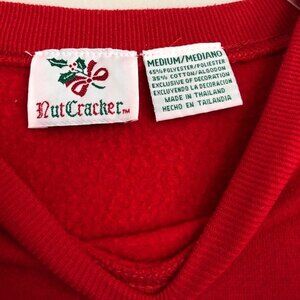 NutCracker™
MEDIUM/MEDIANO
65% POLYESTER/POLIESTER
35% COTTON/ALGODON
EXCLUSIVE OF DECORATION
EXCLUYENDO LA DECORACION
MADE IN THAILAND
HECHO EN TAILANDIA